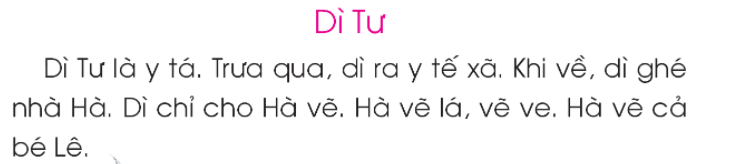 Dì Tư
Dì Tư là y tá. Trưa qua, dì ra y tế xã. Khi về, dì ghé
nhà Hà. Dì chỉ cho Hà vẽ. Hà vẽ lá, vẽ ve. Hà vẽ cả
bé Lê.